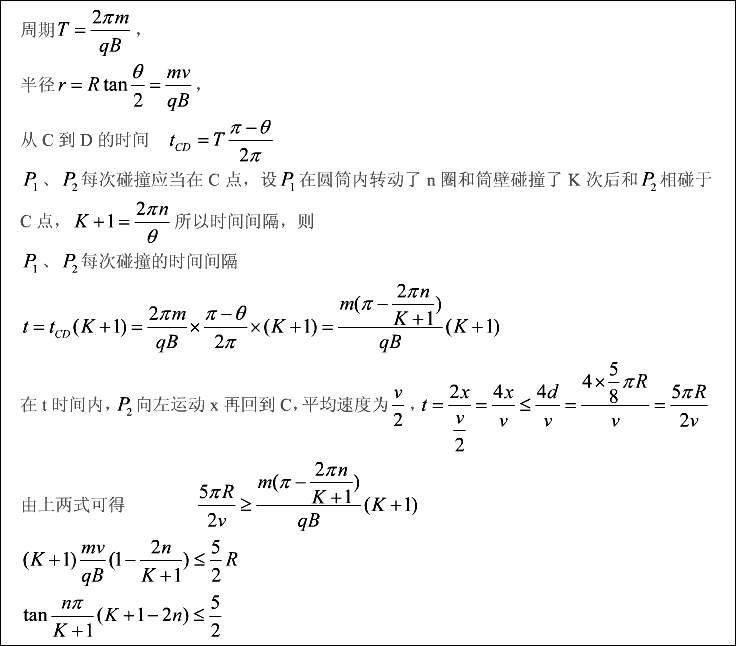 周期 $T=\frac{2\pi m}{qB}$，
半径 $r=R\tan\frac{\theta}{2}=\frac{mv}{qB}$，
从 C 到 D 的时间 $t_{CD}=T\frac{\pi-\theta}{2\pi}$
$P_1$、$P_2$ 每次碰撞应当在 C 点，设 $P_1$ 在圆筒内转动了 n 圈和筒壁碰撞了 K 次后和 $P_2$ 相碰于
C 点，$K+1=\frac{2\pi n}{\theta}$ 所以时间间隔，则
$P_1$、$P_2$ 每次碰撞的时间间隔
$t=t_{CD}(K+1)=\frac{2\pi m}{qB}\times\frac{\pi-\theta}{2\pi}\times(K+1)=\frac{m(\pi-\frac{2\pi n}{K+1})}{qB}(K+1)$
在 t 时间内，$P_2$ 向左运动 x 再回到 C，平均速度为 $\frac{v}{2}$，$t=\frac{2x}{\frac{v}{2}}=\frac{4x}{v}\leq\frac{4d}{v}=\frac{4\times\frac{5}{8}\pi R}{v}=\frac{5\pi R}{2v}$
由上两式可得 $\frac{5\pi R}{2v}\geq\frac{m(\pi-\frac{2\pi n}{K+1})}{qB}(K+1)$
$(K+1)\frac{mv}{qB}(1-\frac{2n}{K+1})\leq\frac{5}{2}R$
$\tan\frac{n\pi}{K+1}(K+1-2n)\leq\frac{5}{2}$